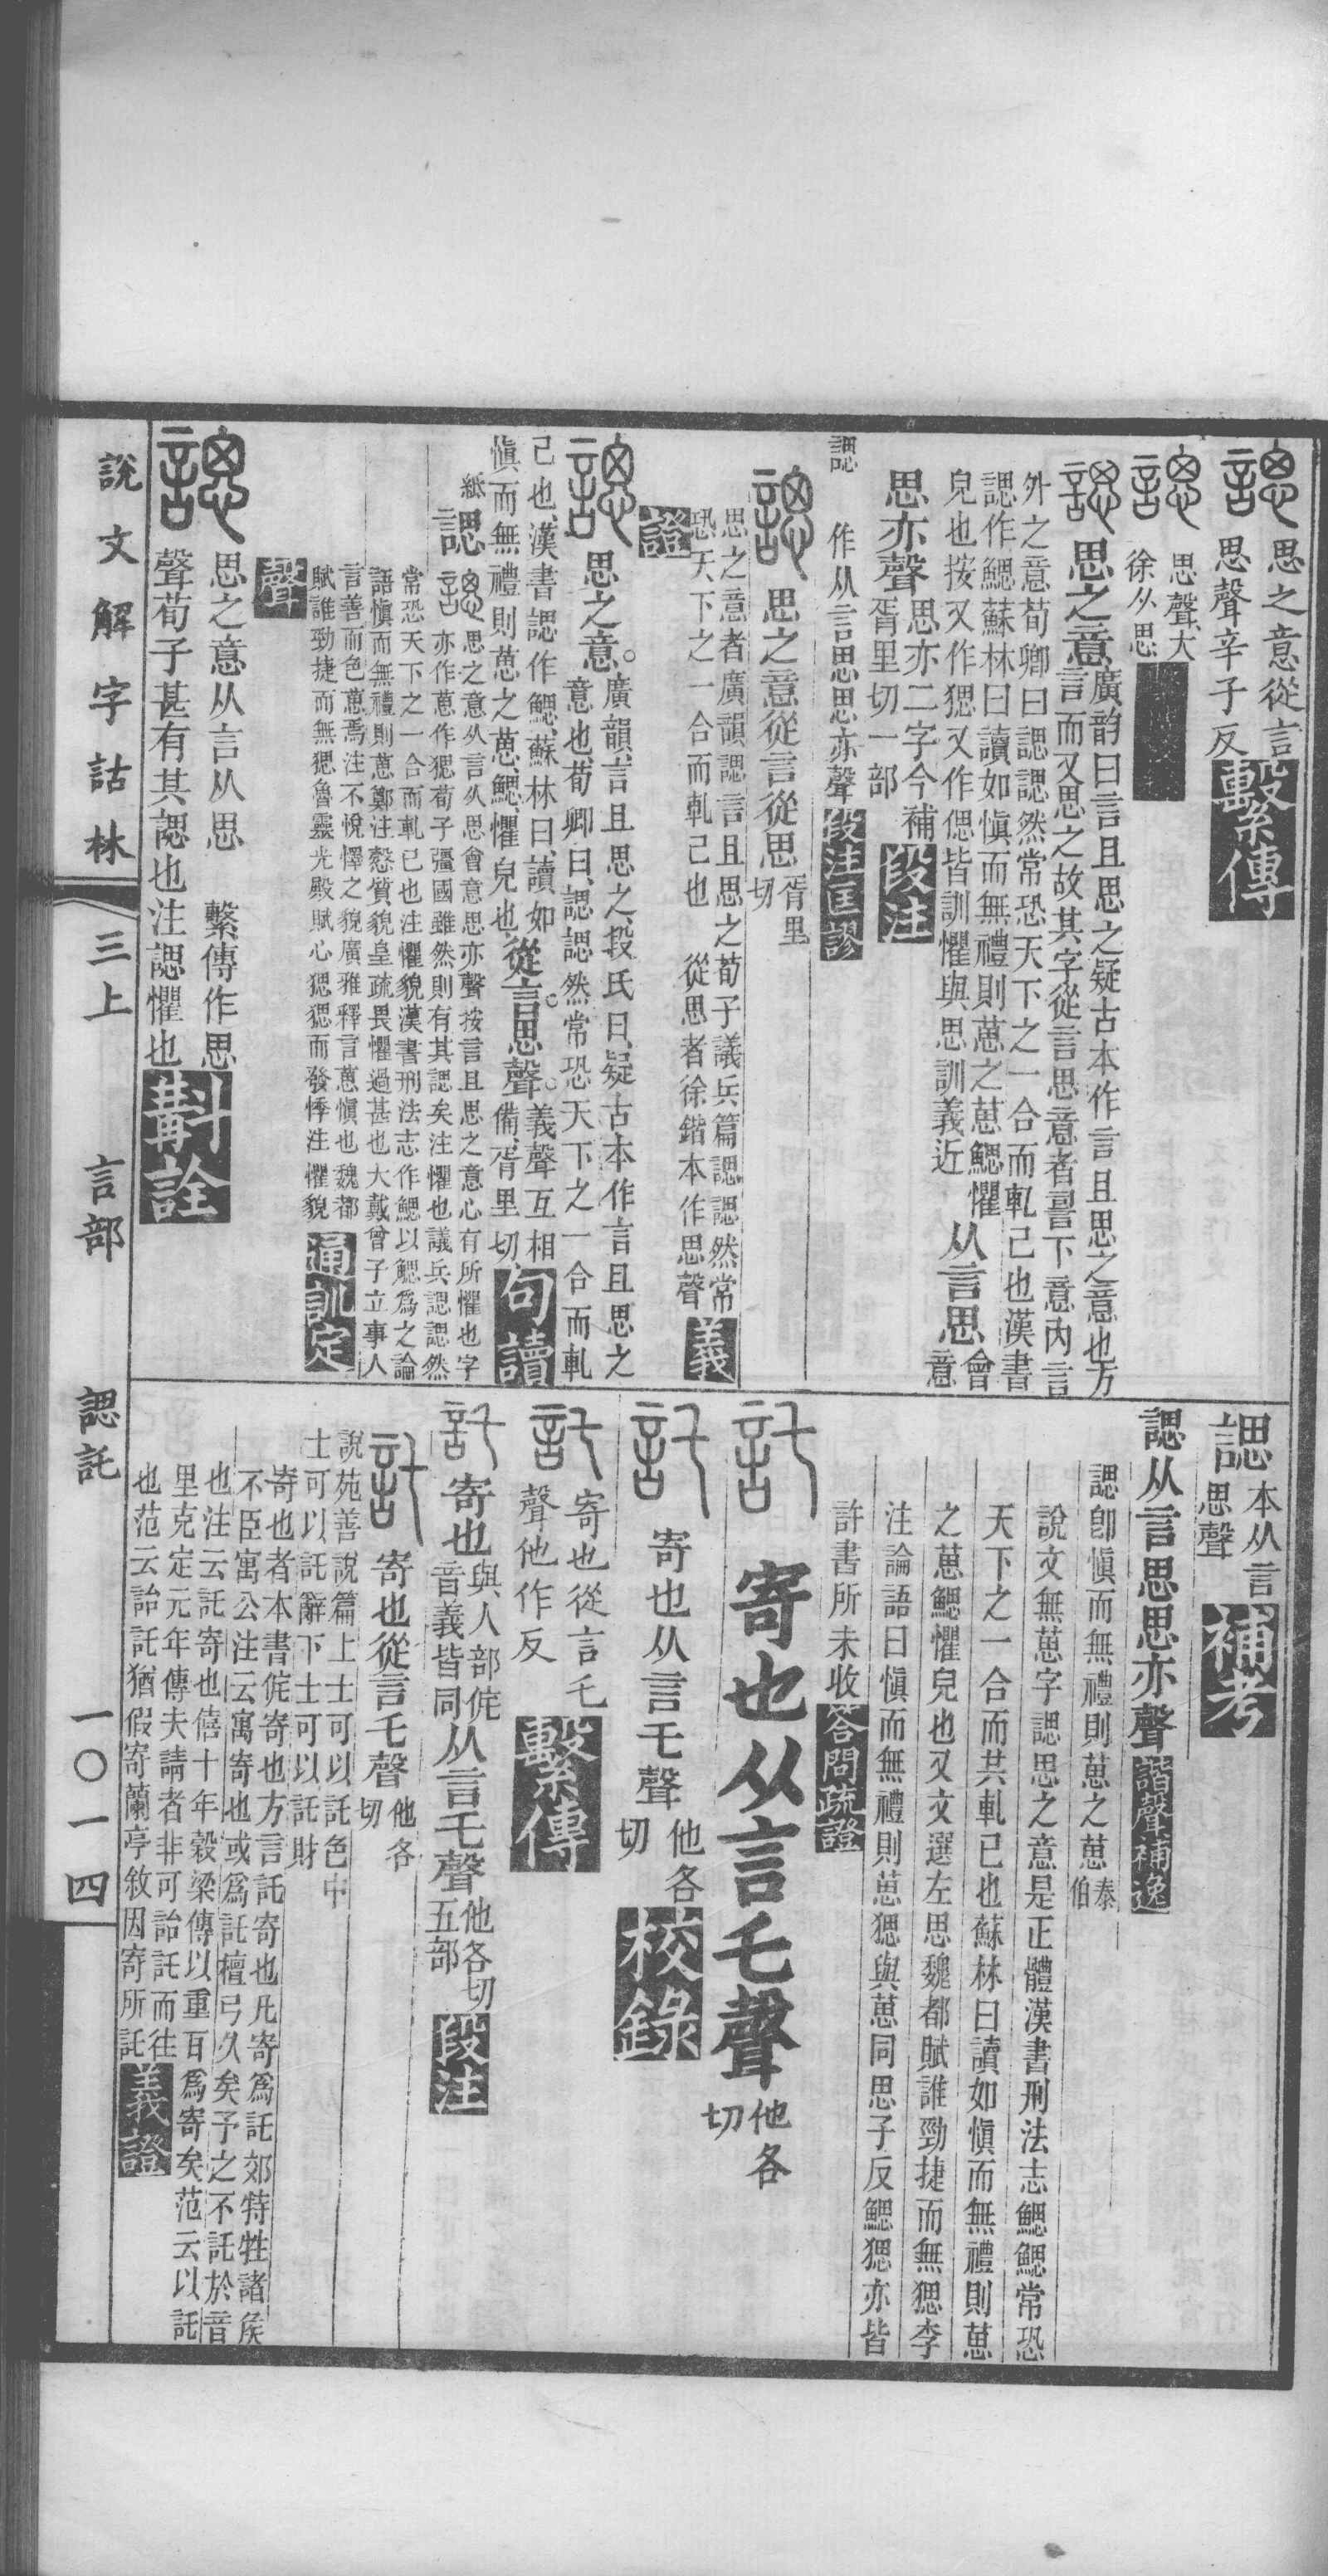 諰 思之意從言
思聲辛子反 繫傳
諰 思聲大
徐从思
諰 思之意 廣韵曰言且思之疑古本作言且思之意也方
言而又思之故其字從言思意者䛐下意內言
外之意荀卿曰諰諰然常恐天下之一合而軋己也漢書
諰作鰓蘇林曰讀如愼而無禮則葸之葸鰓懼
皃也按又作猠又作偲皆訓懼與思訓義近 从言思 會
意
思亦聲 思亦二字今補
胥里切一部 段注
諰 作从言思思亦聲 段注匡謬
諰 思之意從言從思 胥里
切
思之意者廣韻諰言且思之荀子議兵篇諰諰然常
恐天下之一合而軋己也 從思者徐鍇本作思聲 義
證
諰 思之意。 廣韻、言且思之、段氏曰、疑古本作言且思之
意也、荀卿曰、諰諰然常恐天下之一合而軋
己也、漢書諰作鰓、蘇林曰、讀如
愼而無禮則葸之葸、鰓、懼皃也、 從言。思聲。 義聲互相
備、胥里切、 句讀
諰 思之意从言从思會意思亦聲按言且思之意心有所懼也字
亦作葸作猠荀子彊國雖然則有其諰矣注懼也議兵諰諰然
常恐天下之一合而軋己也注懼貌漢書刑法志作鰓以鰓爲之論
語愼而無禮則葸鄭注慤質貌皇疏畏懼過甚也大戴曾子立事人
言善而色葸焉注不悅懌之貌廣雅釋言葸愼也魏都
賦誰勁捷而無猠魯靈光殿賦心猠猠而發悸注懼貌 通訓定
聲
諰 思之意从言从思 繫傳作思
聲荀子甚有其諰也注諰懼也 斠詮
說文解字詁林 三上 言部 諰託 一〇一四
諰 本从言
思聲 補考
諰从言思思亦聲 諧聲補逸
諰卽愼而無禮則葸之葸 泰
伯
說文無葸字諰思之意是正體漢書刑法志鰓鰓常恐
天下之一合而共軋己也蘇林曰讀如愼而無禮則葸
之葸鰓懼皃也又文選左思魏都賦誰勁捷而無猠李
注論語曰愼而無禮則葸猠與葸同思子反鰓猠亦皆
許書所未收 答問疏證
託 寄也从言乇聲 他各
切
託 寄也从言乇聲 他各
切 校錄
託 寄也從言乇
聲他作反 繫傳
託 寄也 與人部侂
音義皆同 从言乇聲 他各切
五部 段注
託 寄也從言乇聲 他各
切
說苑善說篇上士可以託色中
士可以託辭下士可以託財
寄也者本書侂寄也方言託寄也凡寄爲託郊特牲諸矦
不臣寓公注云寓寄也或爲託檀弓久矣予之不託於音
也注云託寄也僖十年穀梁傳以重耳爲寄矣范云以託
里克定元年傳夫請者非可詒託而往
也范云詒託猶假寄蘭亭敘因寄所託 義證